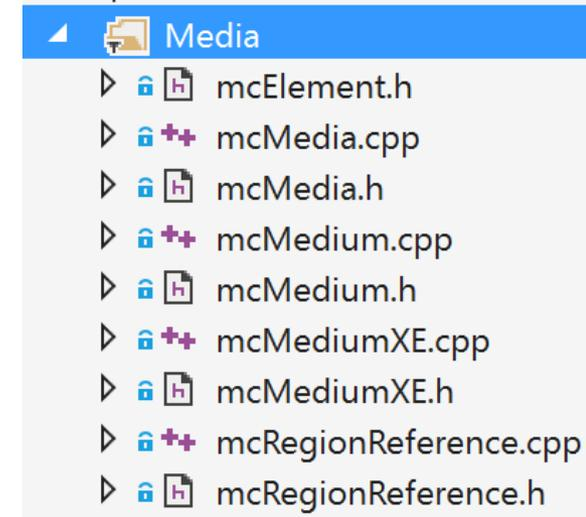 Media
mcElement.h
mcMedia.cpp
mcMedia.h
mcMedium.cpp
mcMedium.h
mcMediumXE.cpp
mcMediumXE.h
mcRegionReference.cpp
mcRegionReference.h